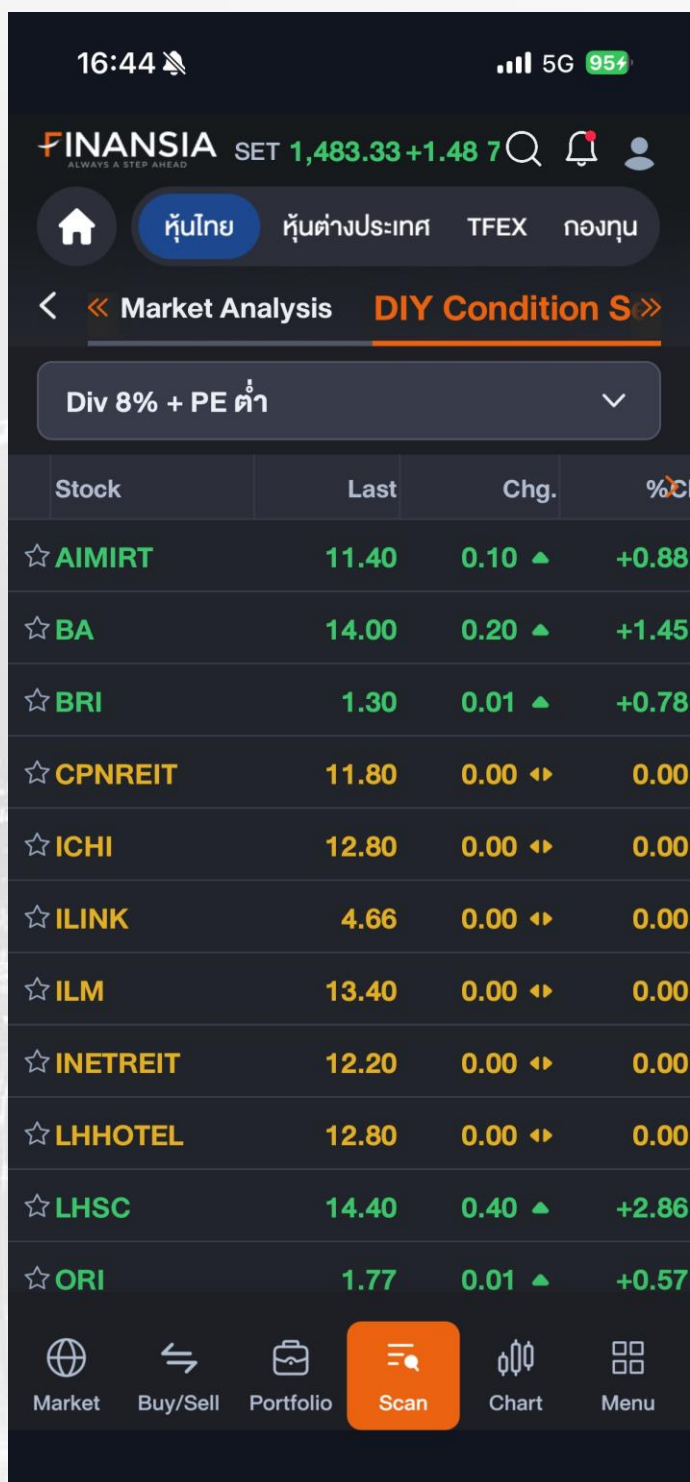 16:44 5G 95
FINANSIA SET 1,483.33 +1.48 7
ALWAYS A STEP AHEAD
หุ้นไทย หุ้นต่างประเทศ TFEX กองทุน
Market Analysis DIY Condition Se
Div 8% + PE ต่ำ
Stock Last Chg. %Ch
AIMIRT 11.40 0.10 +0.88
BA 14.00 0.20 +1.45
BRI 1.30 0.01 +0.78
CPNREIT 11.80 0.00 0.00
ICHI 12.80 0.00 0.00
ILINK 4.66 0.00 0.00
ILM 13.40 0.00 0.00
INETREIT 12.20 0.00 0.00
LHHOTEL 12.80 0.00 0.00
LHSC 14.40 0.40 +2.86
ORI 1.77 0.01 +0.57
Market Buy/Sell Portfolio Scan Chart Menu